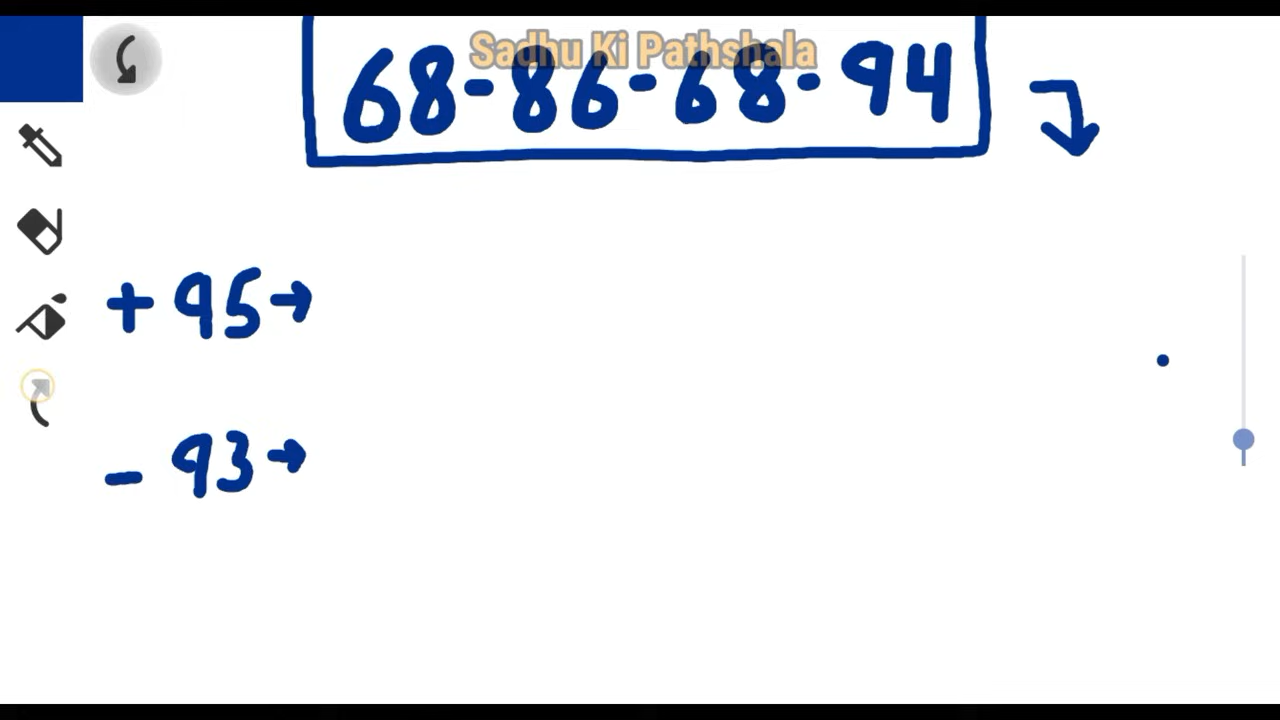 Sadhu Ki Pathshala
68-86-68-94
+ 95→
- 93→